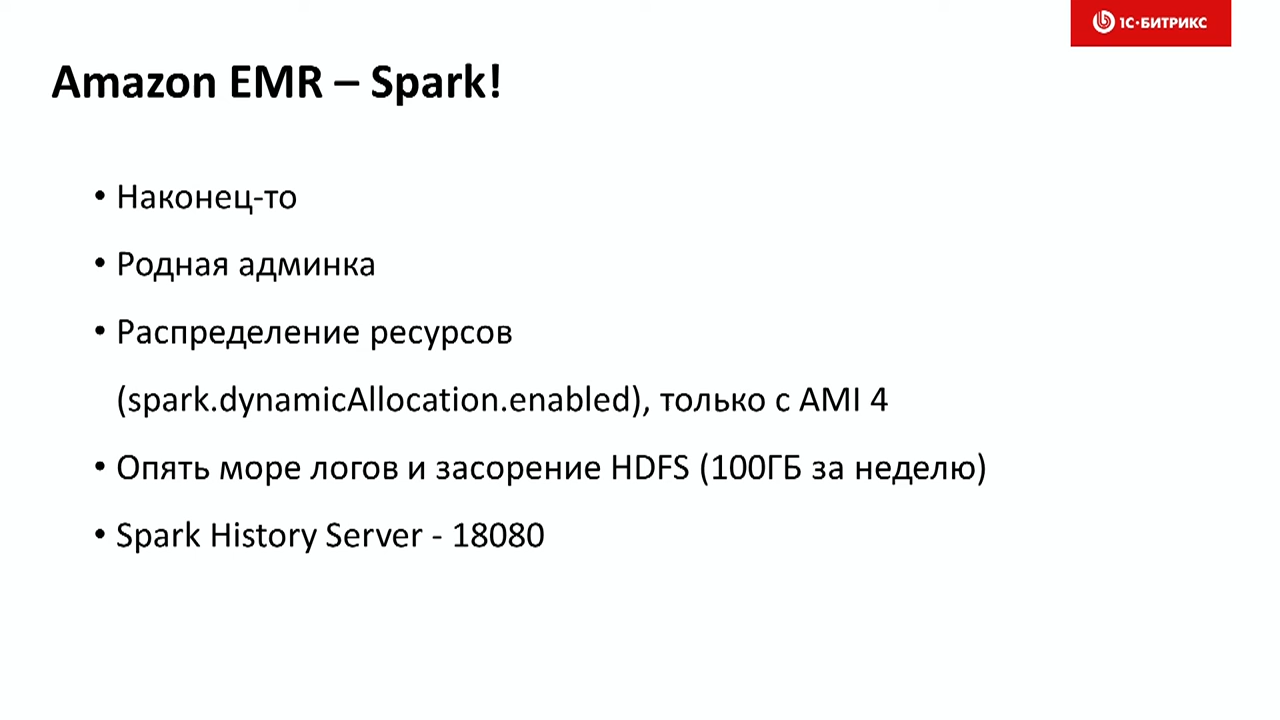 1С·БИТРИКС
Amazon EMR – Spark!
• Наконец-то
• Родная админка
• Распределение ресурсов
(spark.dynamicAllocation.enabled), только с AMI 4
• Опять море логов и засорение HDFS (100ГБ за неделю)
• Spark History Server - 18080